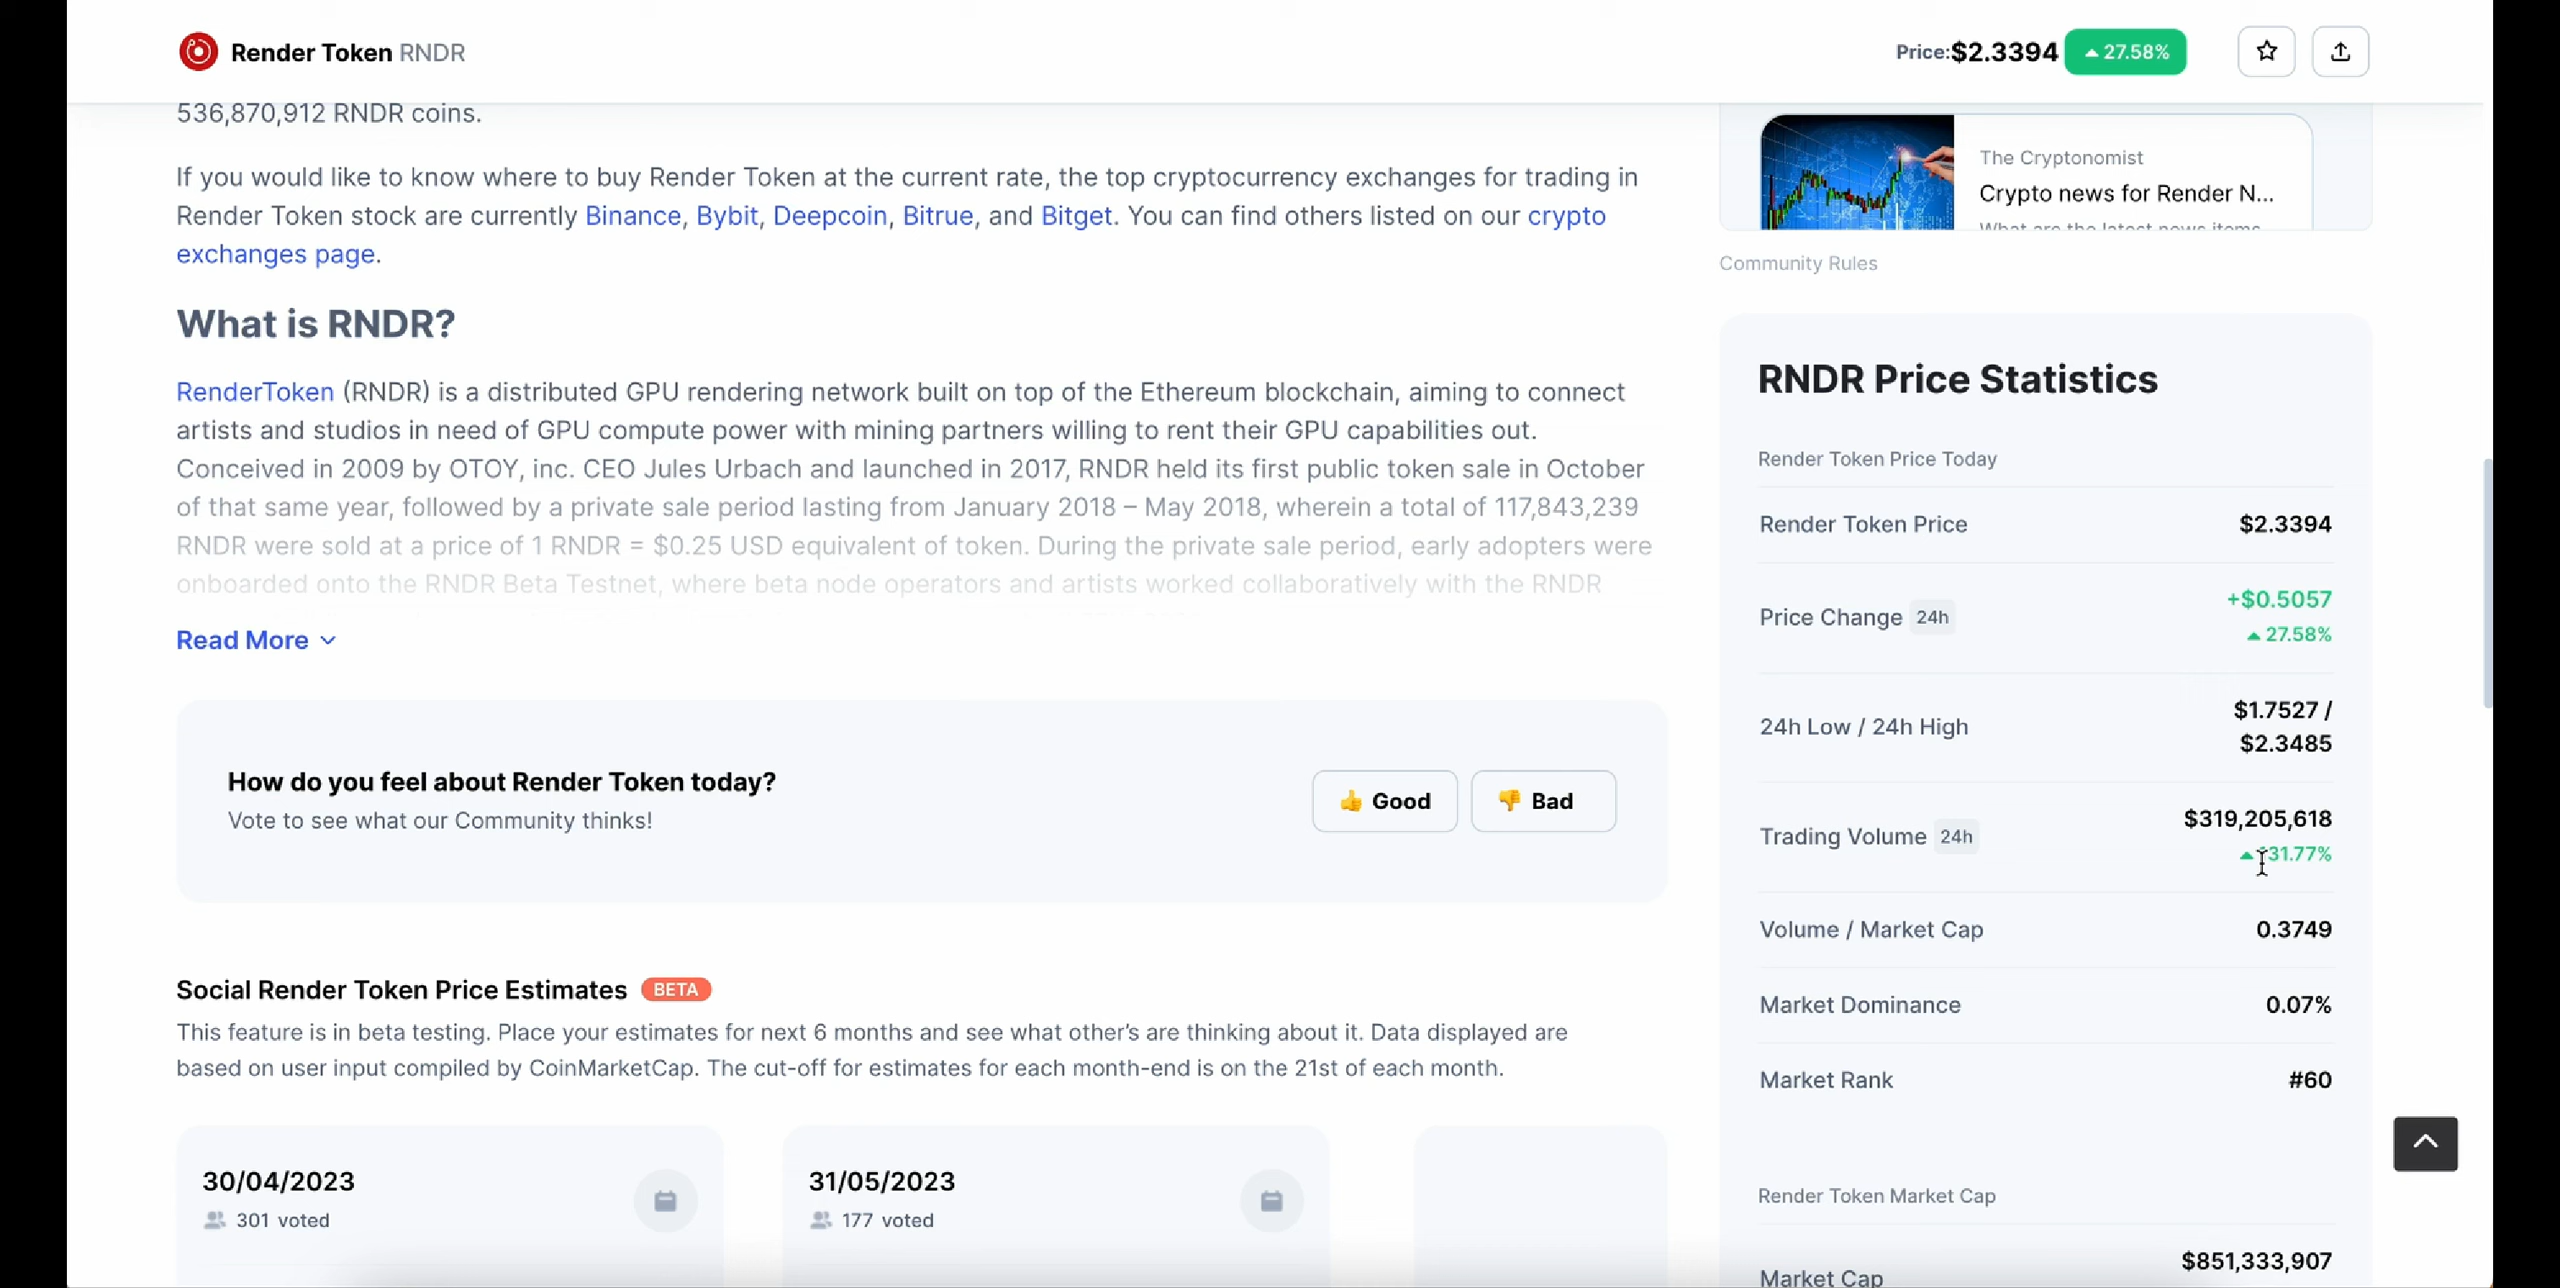 Render Token RNDR
Price:$2.3394 27.58%
536,870,912 RNDR coins.
If you would like to know where to buy Render Token at the current rate, the top cryptocurrency exchanges for trading in
Render Token stock are currently Binance, Bybit, Deepcoin, Bitrue, and Bitget. You can find others listed on our crypto
exchanges page.
What is RNDR?
RenderToken (RNDR) is a distributed GPU rendering network built on top of the Ethereum blockchain, aiming to connect
artists and studios in need of GPU compute power with mining partners willing to rent their GPU capabilities out.
Conceived in 2009 by OTOY, inc. CEO Jules Urbach and launched in 2017, RNDR held its first public token sale in October
of that same year, followed by a private sale period lasting from January 2018 – May 2018, wherein a total of 117,843,239
RNDR were sold at a price of 1 RNDR = $0.25 USD equivalent of token. During the private sale period, early adopters were
onboarded onto the RNDR Beta Testnet, where beta node operators and artists worked collaboratively with the RNDR
Read More
How do you feel about Render Token today?
Vote to see what our Community thinks!
👍 Good
👎 Bad
Social Render Token Price Estimates BETA
This feature is in beta testing. Place your estimates for next 6 months and see what other's are thinking about it. Data displayed are
based on user input compiled by CoinMarketCap. The cut-off for estimates for each month-end is on the 21st of each month.
30/04/2023
301 voted
31/05/2023
177 voted
The Cryptonomist
Crypto news for Render N...
What are the latest news items
Community Rules
RNDR Price Statistics
Render Token Price Today
Render Token Price $2.3394
Price Change 24h +$0.5057
27.58%
24h Low / 24h High $1.7527 /
$2.3485
Trading Volume 24h $319,205,618
Volume / Market Cap 0.3749
Market Dominance 0.07%
Market Rank #60
Render Token Market Cap
Market Cap $851,333,907